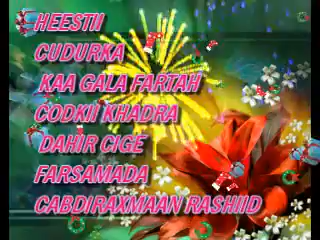 HEESTII
CUDURKA
KAA GALA FARTAH
CODKII KHADRA
DAHIR CIGE
FARSAMADA
CABDIRAXMAAN RASHIID